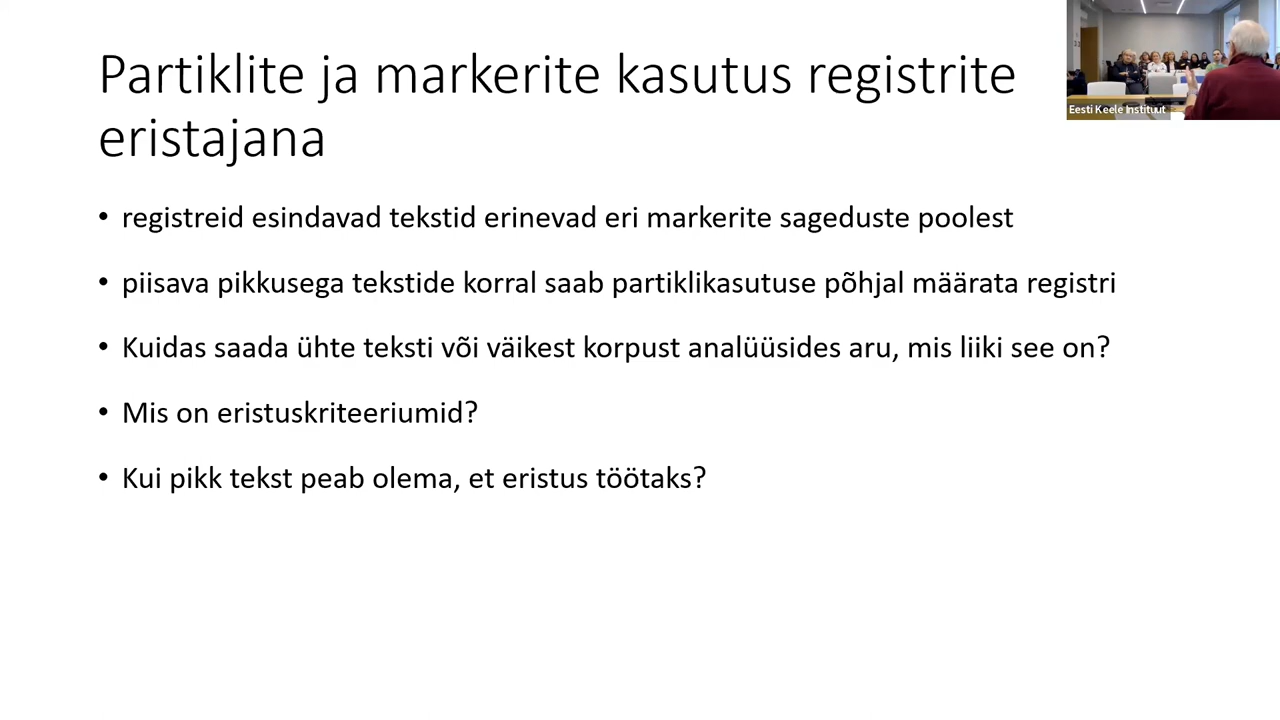 Partiklite ja markerite kasutus registrite
eristajana
Eesti Keele Instituut
• registreid esindavad tekstid erinevad eri markerite sageduste poolest
• piisava pikkusega tekstide korral saab partiklikasutuse põhjal määrata registri
• Kuidas saada ühte teksti või väikest korpust analüüsides aru, mis liiki see on?
• Mis on eristuskriteeriumid?
• Kui pikk tekst peab olema, et eristus töötaks?